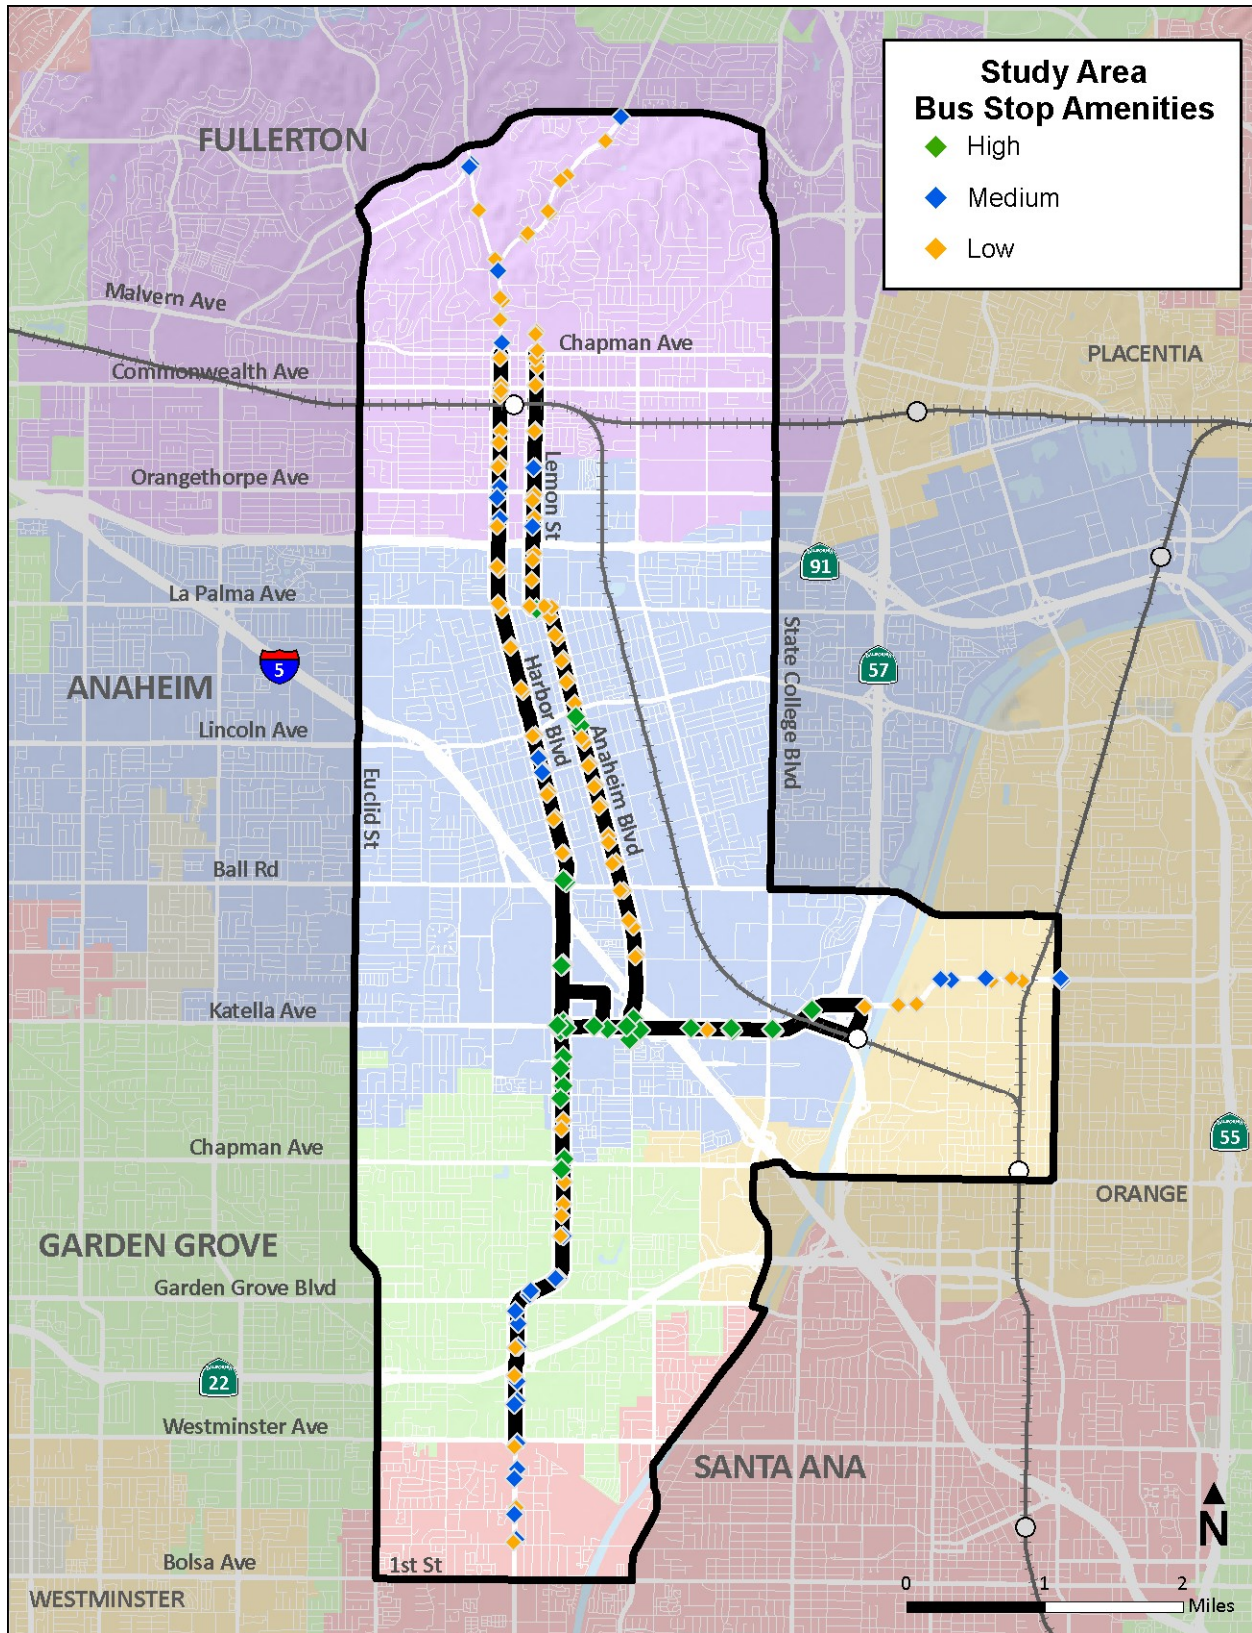 Study Area
Bus Stop Amenities
High
Medium
Low
FULLERTON
Malvern Ave
Chapman Ave
PLACENTIA
Commonwealth Ave
Orangethorpe Ave
Lemon St
91
La Palma Ave
State College Blvd
57
5
ANAHEIM
Harbor Blvd
Lincoln Ave
Anaheim Blvd
Euclid St
Ball Rd
Katella Ave
Chapman Ave
55
ORANGE
GARDEN GROVE
Garden Grove Blvd
22
Westminster Ave
SANTA ANA
N
Bolsa Ave
1st St
WESTMINSTER
0 1 2
Miles